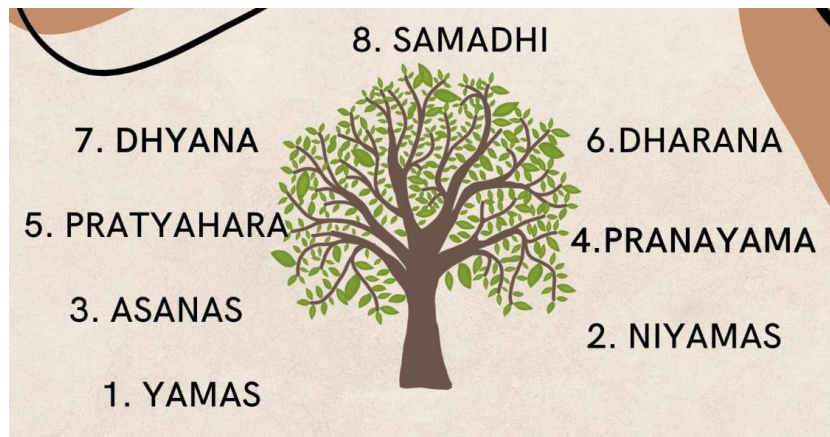 8. SAMADHI
7. DHYANA
6.DHARANA
5. PRATYAHARA
4.PRANAYAMA
3. ASANAS
2. NIYAMAS
1. YAMAS